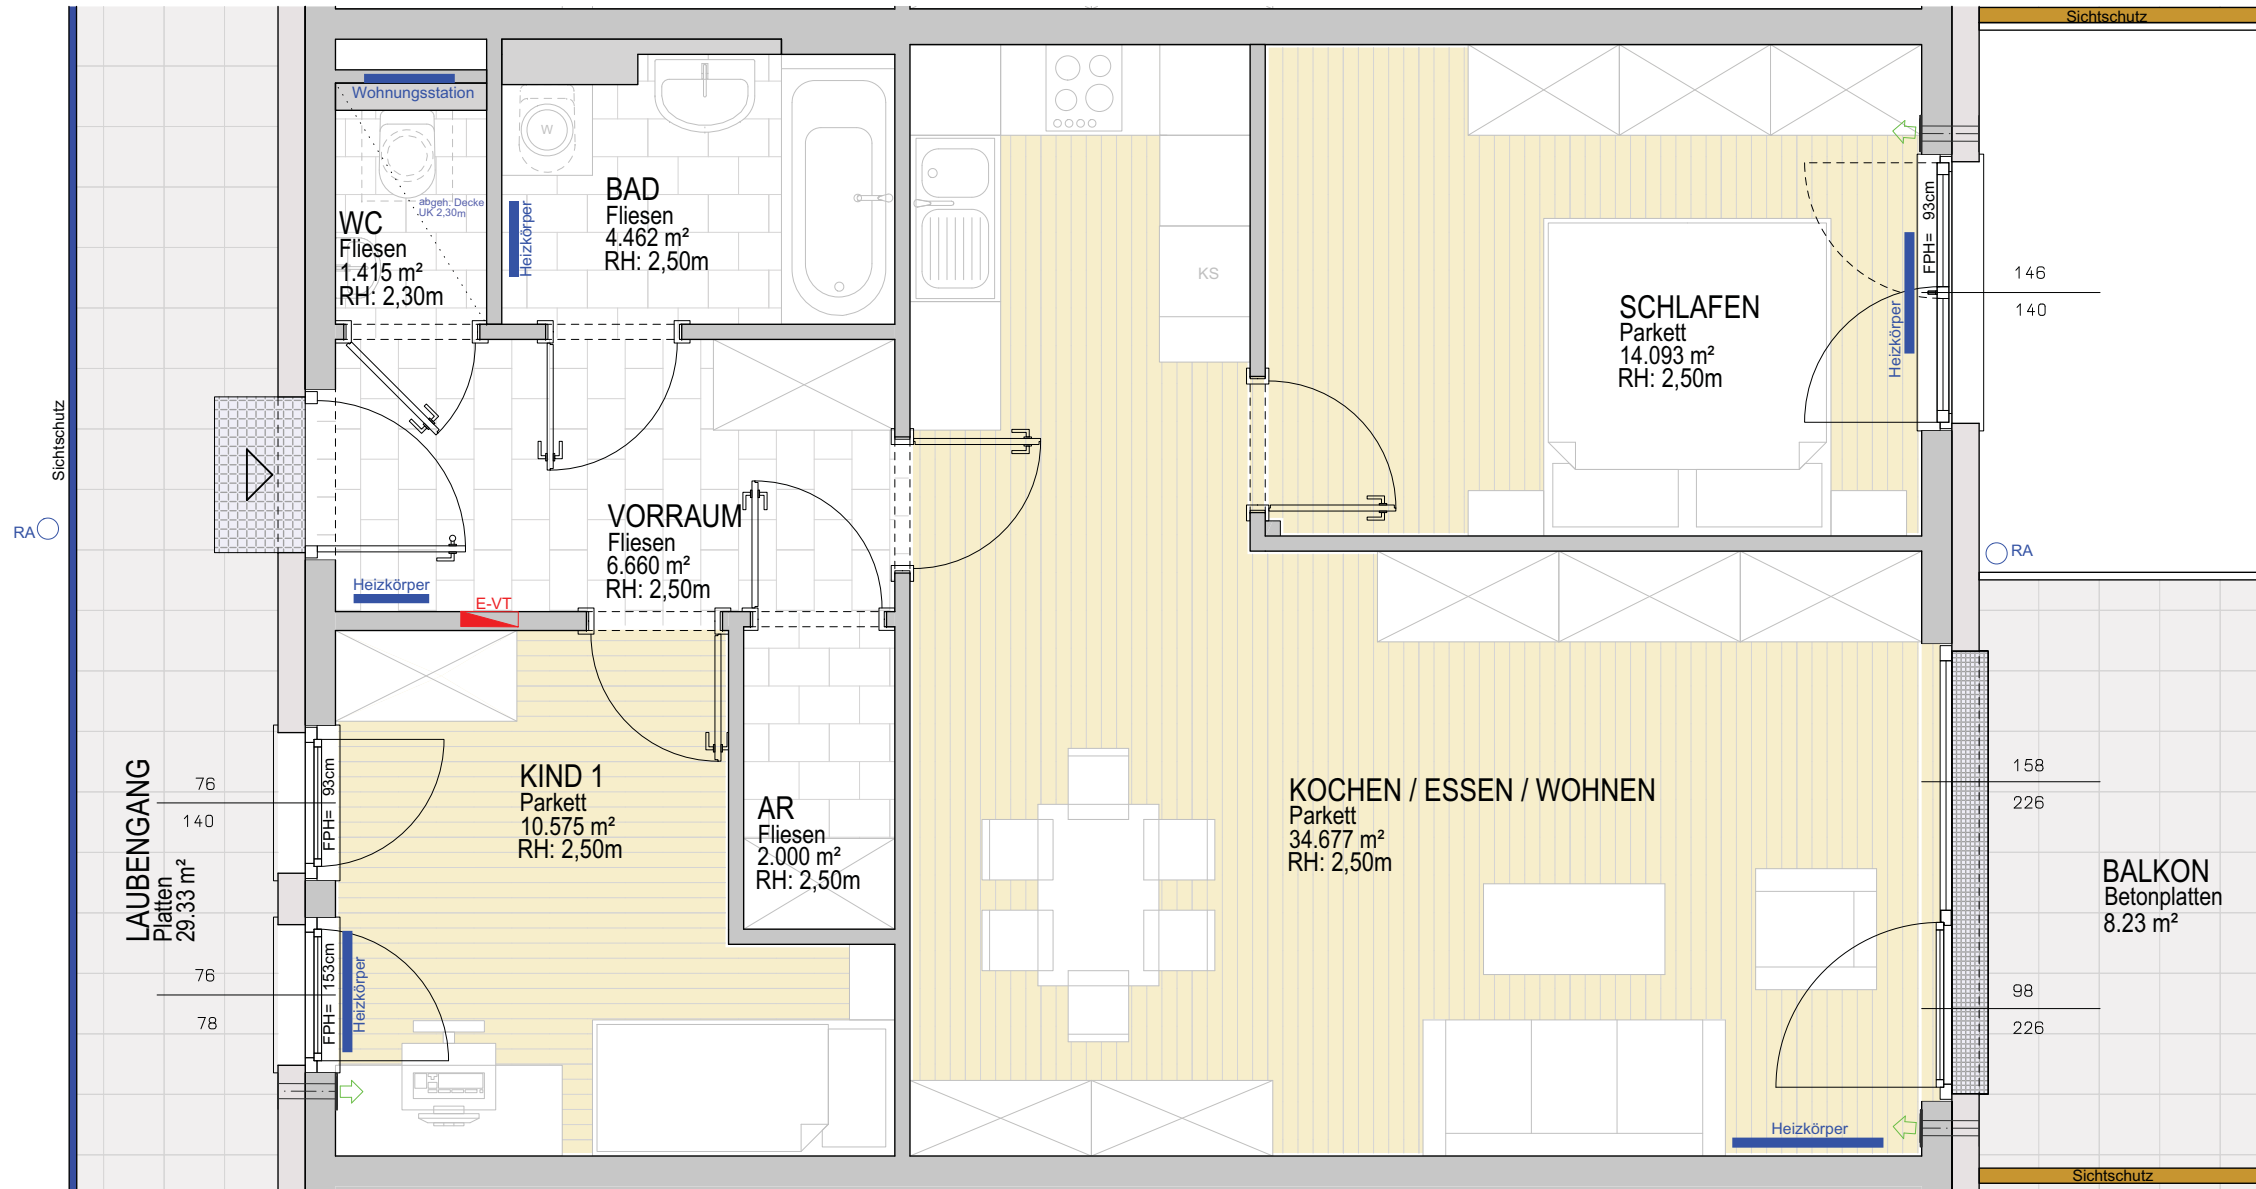 Sichtschutz
Wohnungsstation
abgeh. Decke
UK 2,30m
WC
Fliesen
1.415 m²
RH: 2,30m
W
BAD
Fliesen
4.462 m²
RH: 2,50m
Heizkörper
KS
SCHLAFEN
Parkett
14.093 m²
RH: 2,50m
Heizkörper
FPH= 93cm
146
140
Sichtschutz
RA
VORRAUM
Fliesen
6.660 m²
RH: 2,50m
Heizkörper
E-VT
RA
LAUBENGANG
Platten
29.33 m²
76
140
FPH= 93cm
76
78
FPH= 153cm
Heizkörper
KIND 1
Parkett
10.575 m²
RH: 2,50m
AR
Fliesen
2.000 m²
RH: 2,50m
KOCHEN / ESSEN / WOHNEN
Parkett
34.677 m²
RH: 2,50m
158
226
BALKON
Betonplatten
8.23 m²
98
226
Heizkörper
Sichtschutz